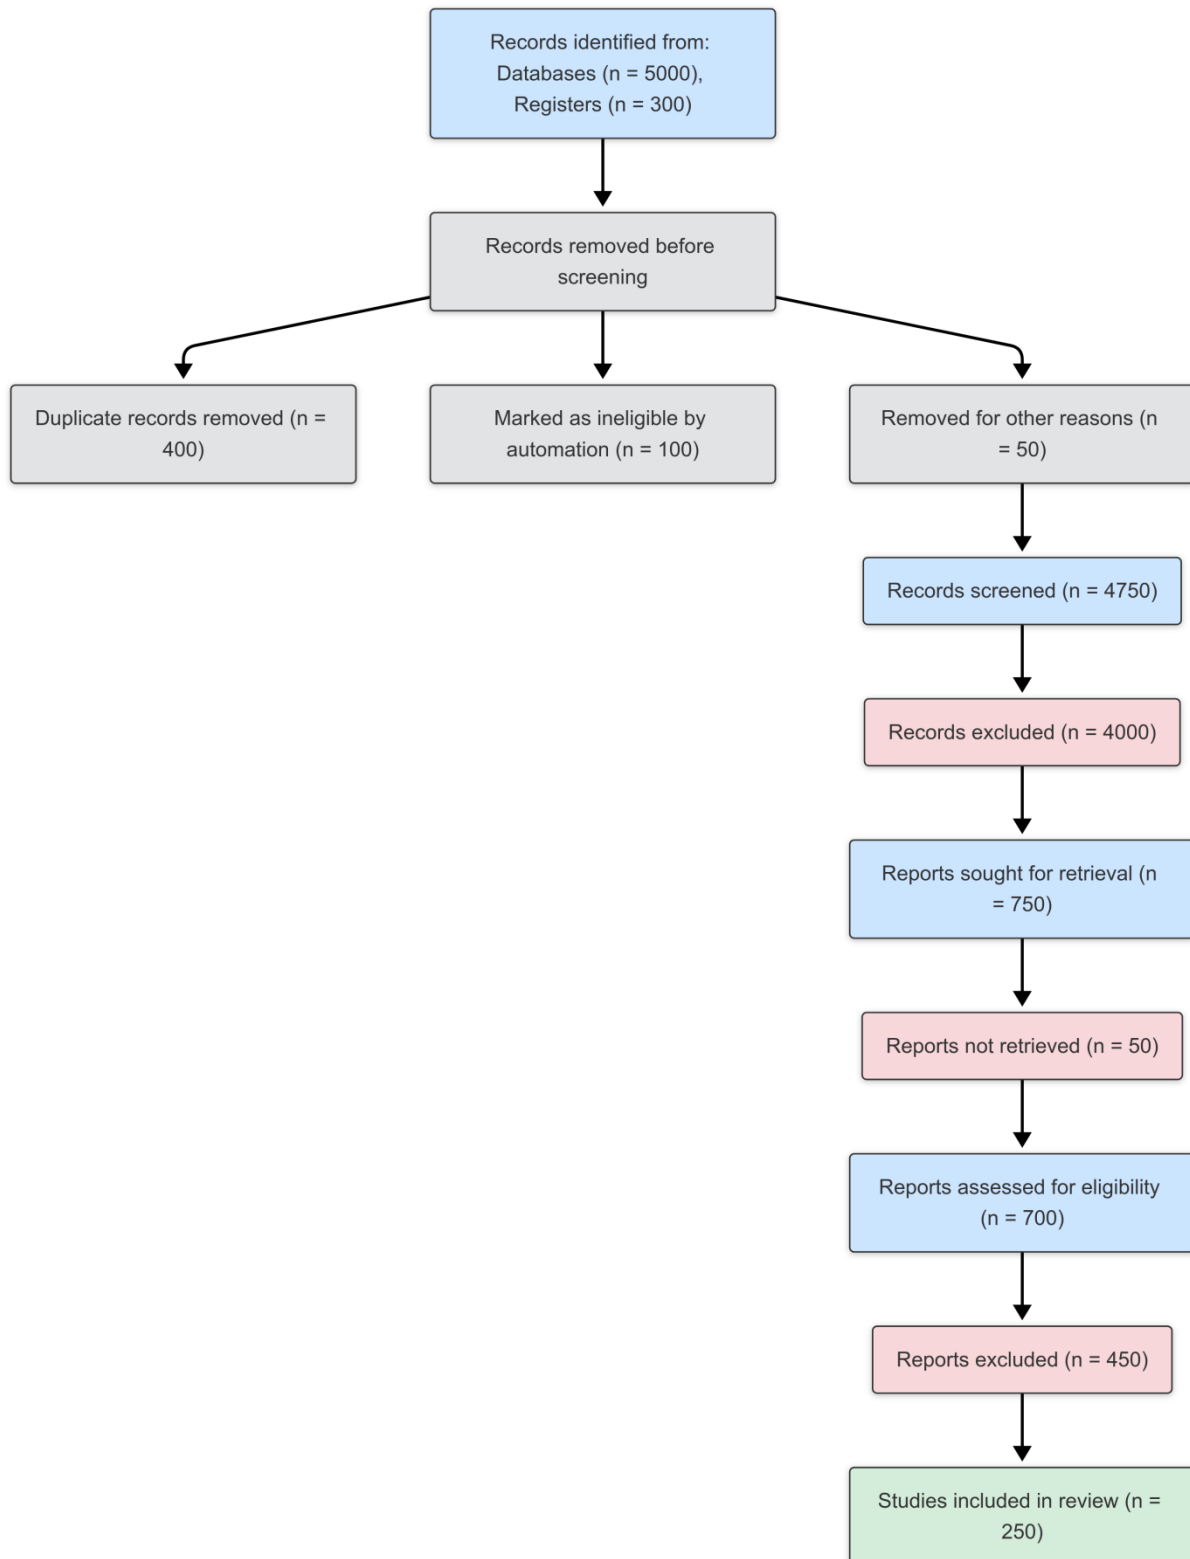 Records identified from:
Databases (n = 5000),
Registers (n = 300)
Records removed before
screening
Duplicate records removed (n =
400)
Marked as ineligible by
automation (n = 100)
Removed for other reasons (n
= 50)
Records screened (n = 4750)
Records excluded (n = 4000)
Reports sought for retrieval (n
= 750)
Reports not retrieved (n = 50)
Reports assessed for eligibility
(n = 700)
Reports excluded (n = 450)
Studies included in review (n =
250)